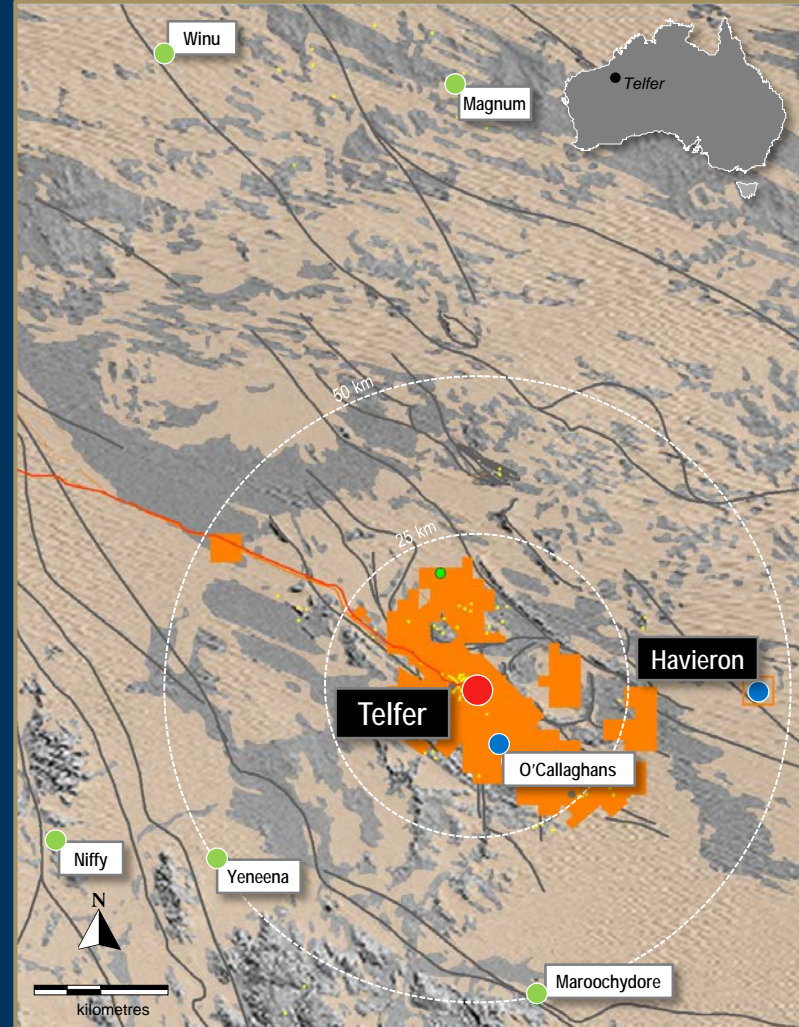 Winu
Magnum
Telfer
50 km
25 km
Havieron
Telfer
O'Callaghans
Niffy
Yeneena
N
Maroochydore
kilometres